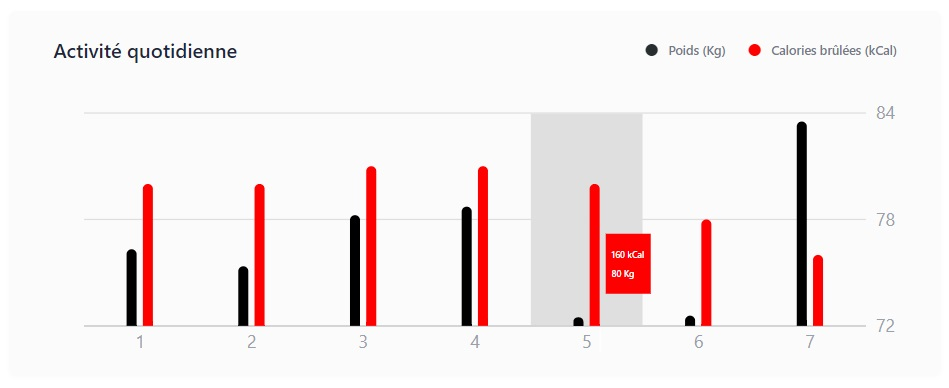 Activité quotidienne
Poids (Kg)
Calories brûlées (kCal)
84
78
72
160 kCal
80 Kg
1 2 3 4 5 6 7